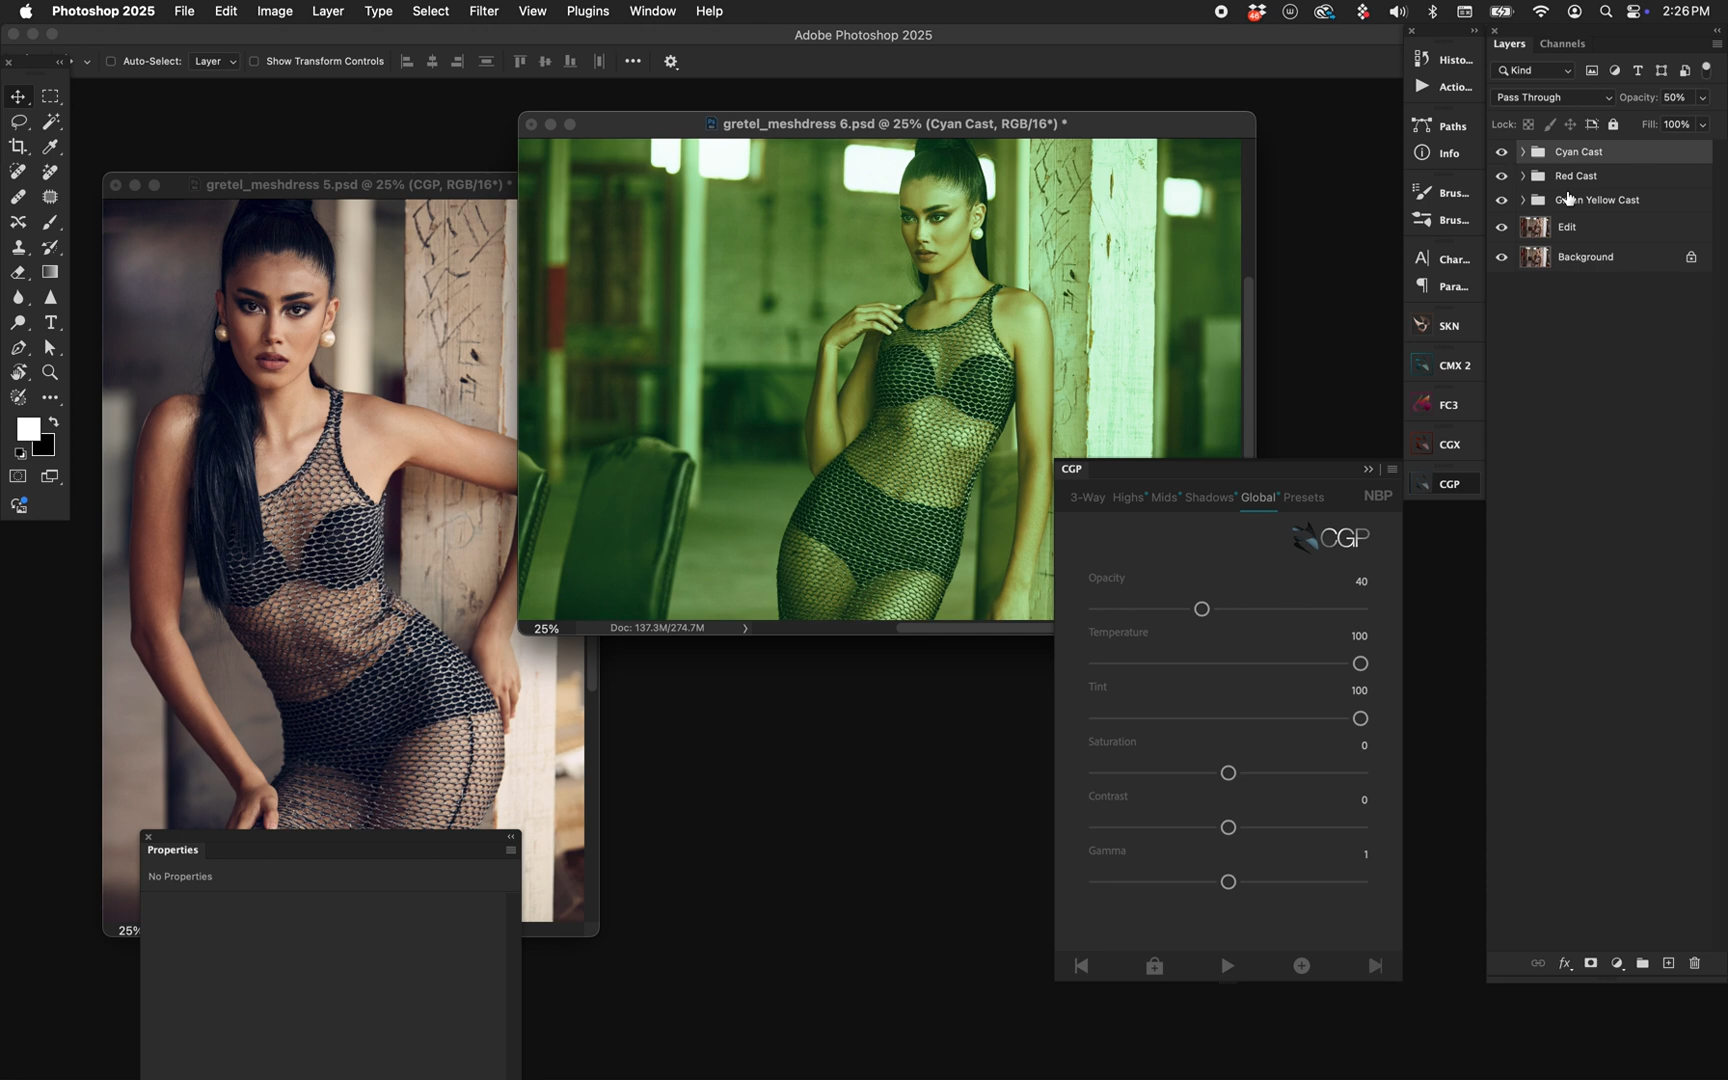 Photoshop 2025 File Edit Image Layer Type Select Filter View Plugins Window Help
46
2:26 PM
Adobe Photoshop 2025
Auto-Select: Layer Show Transform Controls
gretel_meshdress 5.psd @ 25% (CGP, RGB/16*) *
25%
gretel_meshdress 6.psd @ 25% (Cyan Cast, RGB/16*) *
25% Doc: 137.3M/274.7M
Properties
No Properties
CGP
3-Way Highs* Mids* Shadows* Global* Presets NBP
CGP
Opacity 40
Temperature 100
Tint 100
Saturation 0
Contrast 0
Gamma 1
Histo...
Actio...
Paths
Info
Brus...
Brus...
Char...
Para...
SKN
CMX 2
FC3
CGX
CGP
Layers Channels
Kind
Pass Through Opacity: 50%
Lock: Fill: 100%
Cyan Cast
Red Cast
Yellow Cast
Edit
Background